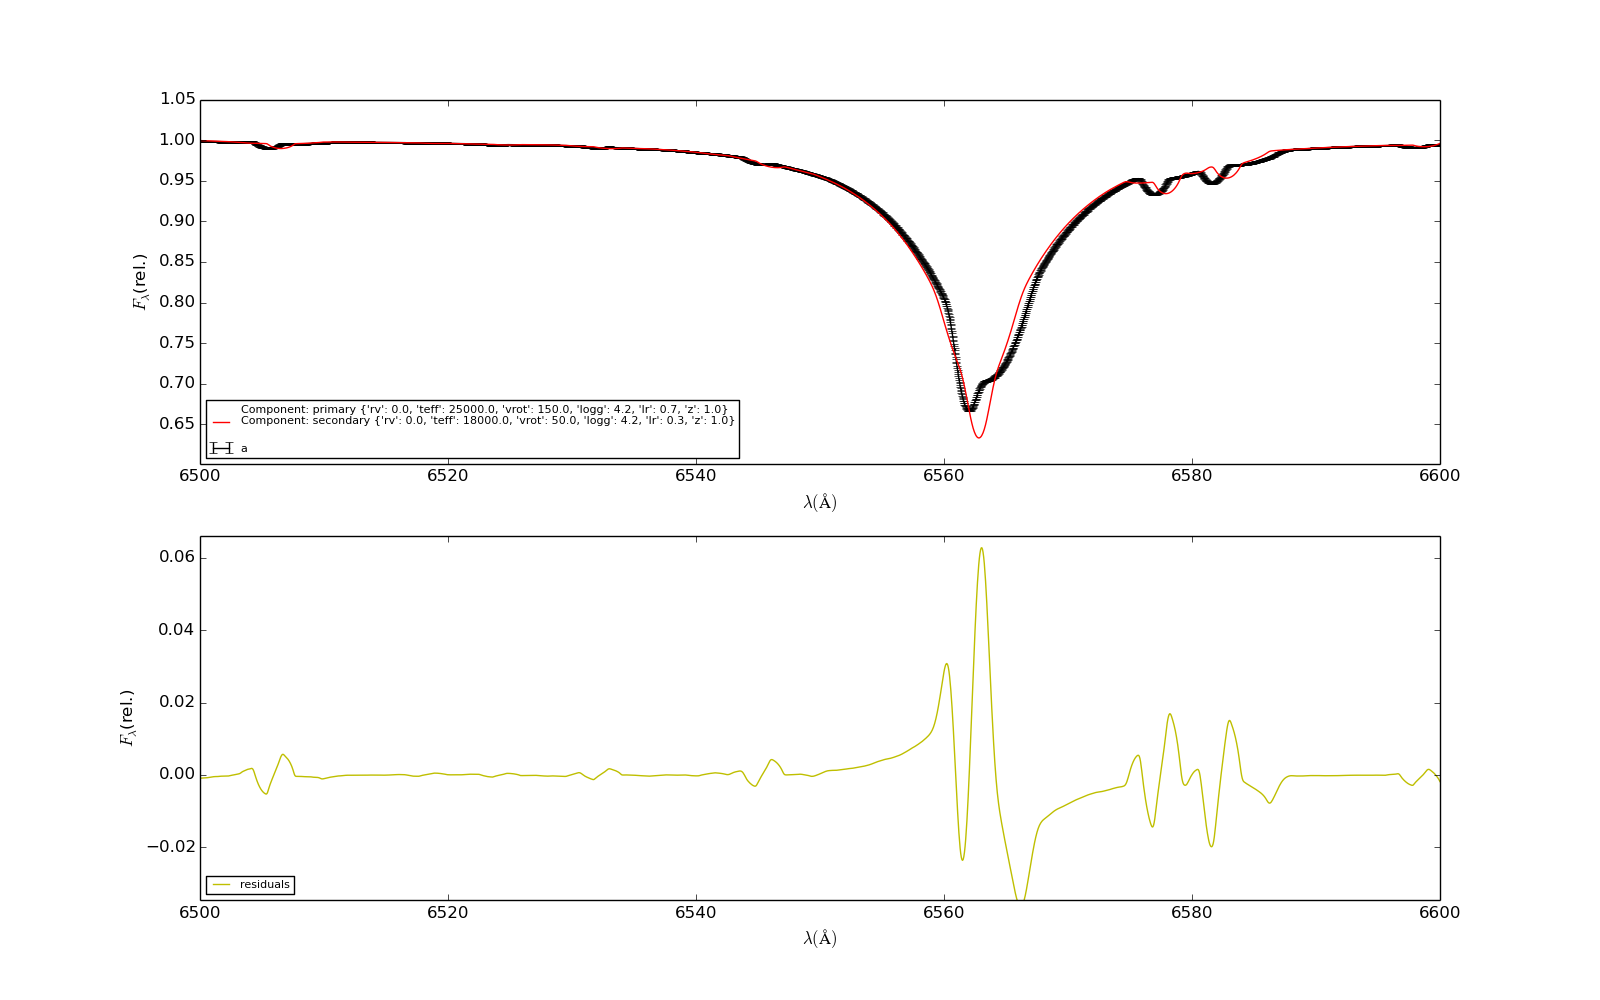 1.05
1.00
0.95
0.90
0.85
0.80
0.75
0.70
0.65
F_λ(rel.)
Component: primary {'rv': 0.0, 'teff': 25000.0, 'vrot': 150.0, 'logg': 4.2, 'lr': 0.7, 'z': 1.0}
Component: secondary {'rv': 0.0, 'teff': 18000.0, 'vrot': 50.0, 'logg': 4.2, 'lr': 0.3, 'z': 1.0}
a
6500 6520 6540 6560 6580 6600
λ(Å)
0.06
0.04
0.02
0.00
−0.02
F_λ(rel.)
residuals
6500 6520 6540 6560 6580 6600
λ(Å)